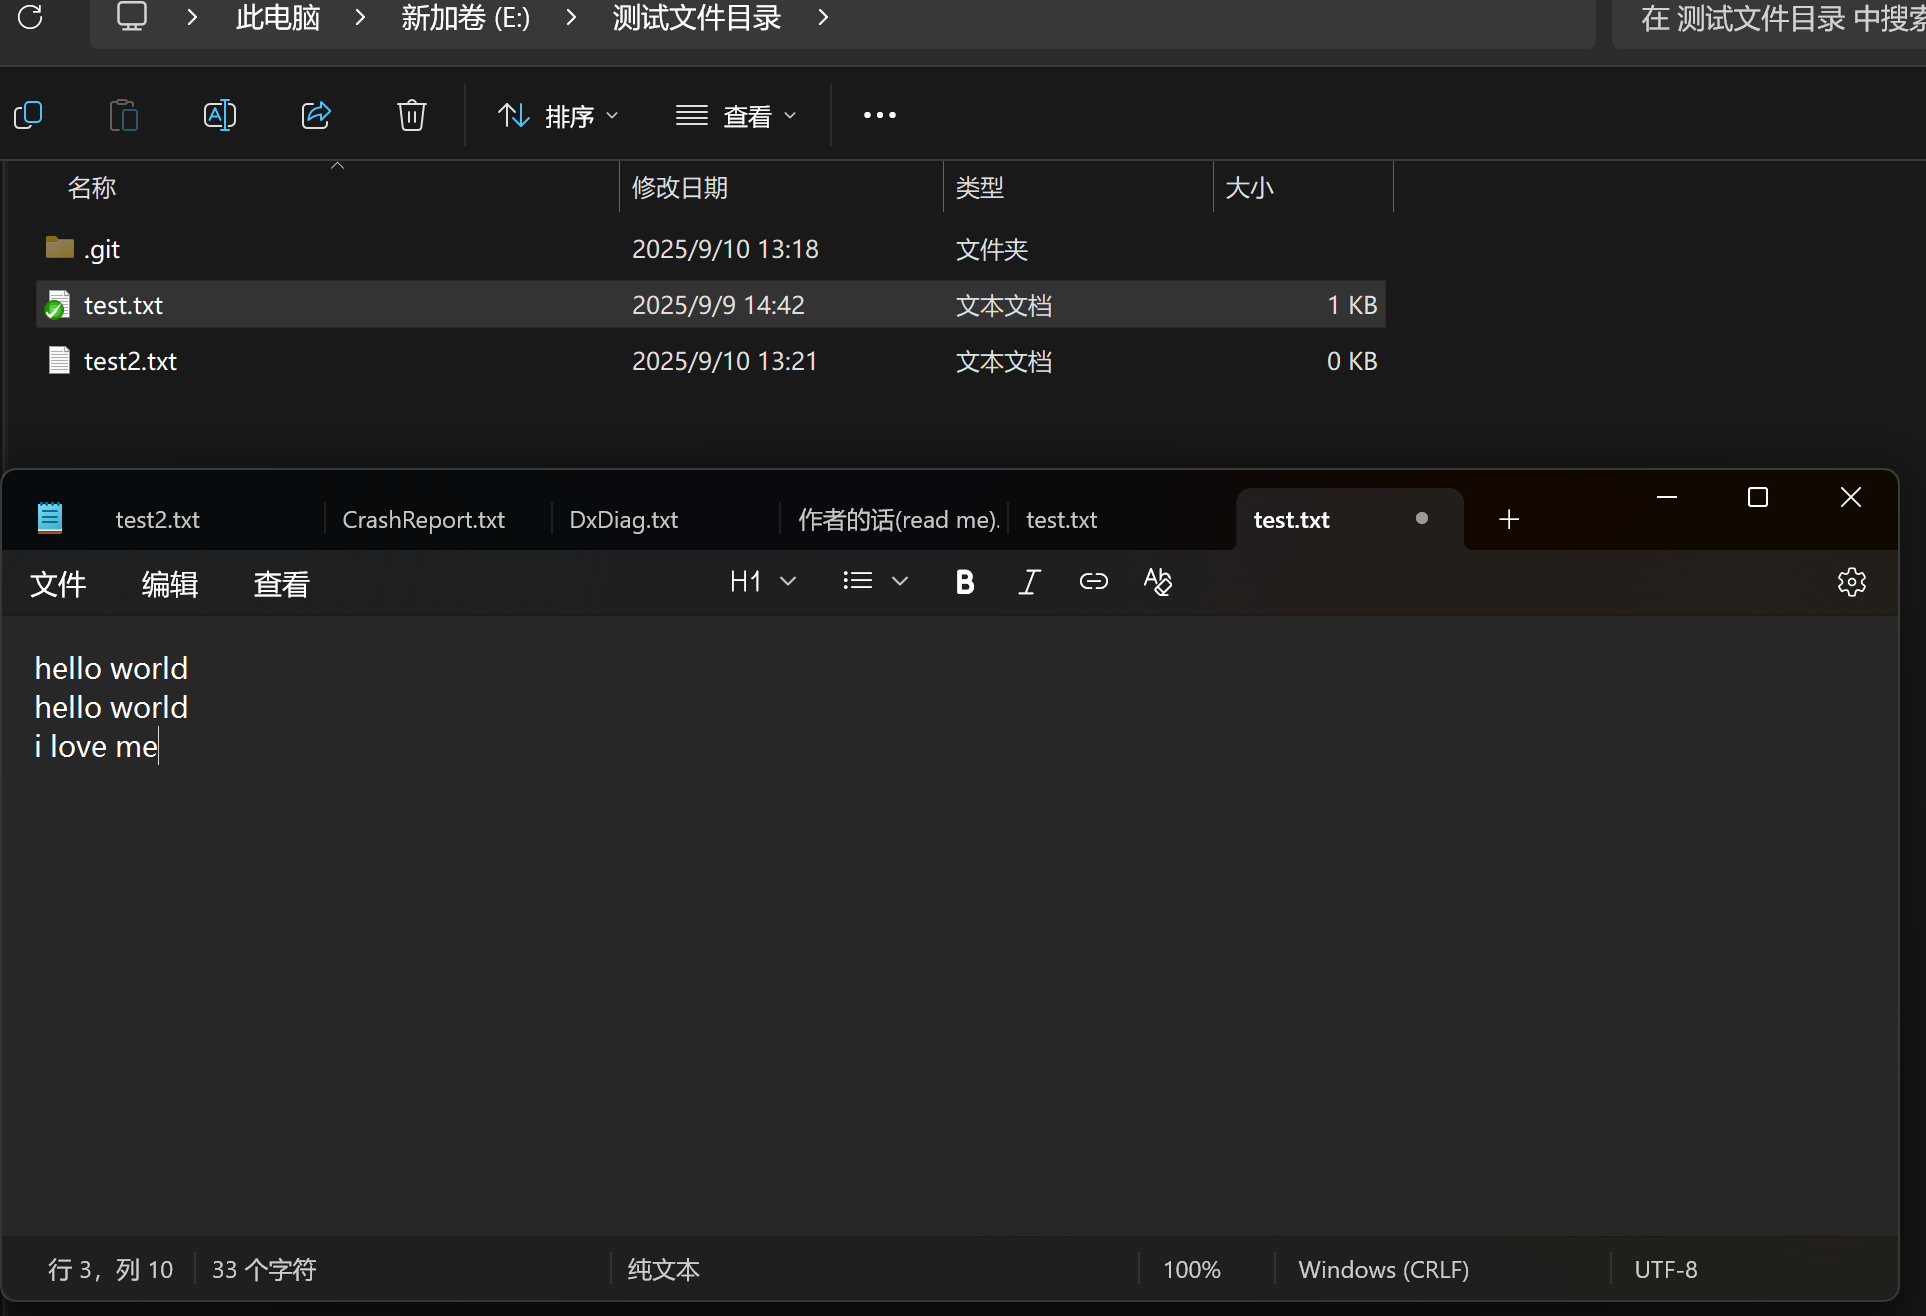 此电脑 新加卷 (E:) 测试文件目录 在 测试文件目录 中搜索
排序 查看
名称 修改日期 类型 大小
.git 2025/9/10 13:18 文件夹
test.txt 2025/9/9 14:42 文本文档 1 KB
test2.txt 2025/9/10 13:21 文本文档 0 KB
test2.txt CrashReport.txt DxDiag.txt 作者的话(read me). test.txt test.txt
文件 编辑 查看 H1 B I
hello world
hello world
i love me
行 3，列 10 33 个字符 纯文本 100% Windows (CRLF) UTF-8